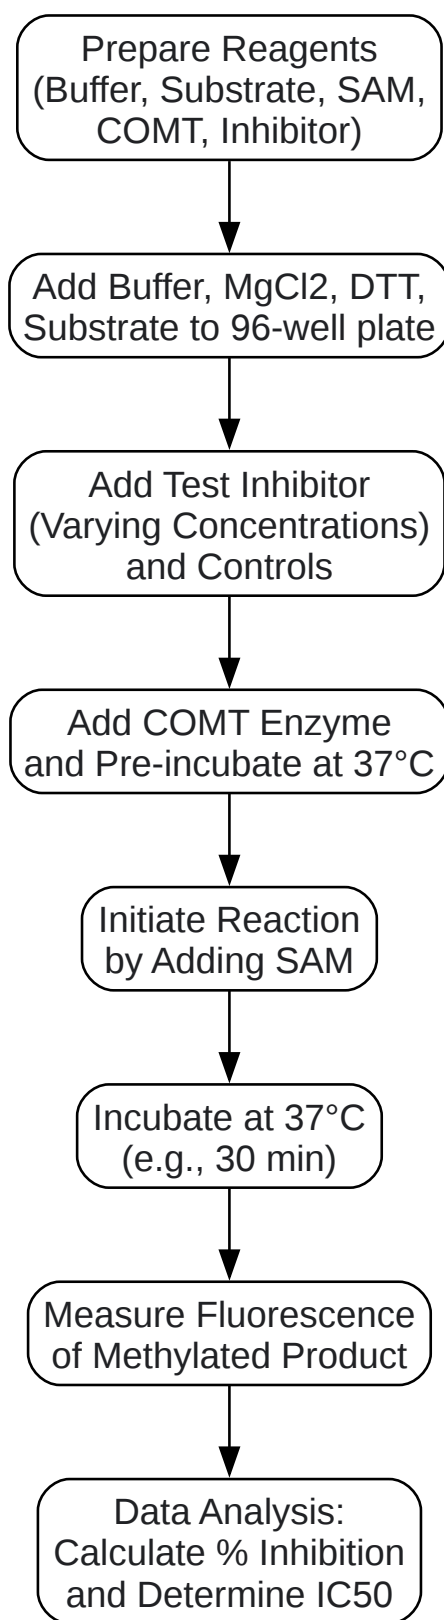 Prepare Reagents
(Buffer, Substrate, SAM,
COMT, Inhibitor)
Add Buffer, MgCl2, DTT,
Substrate to 96-well plate
Add Test Inhibitor
(Varying Concentrations)
and Controls
Add COMT Enzyme
and Pre-incubate at 37°C
Initiate Reaction
by Adding SAM
Incubate at 37°C
(e.g., 30 min)
Measure Fluorescence
of Methylated Product
Data Analysis:
Calculate % Inhibition
and Determine IC50